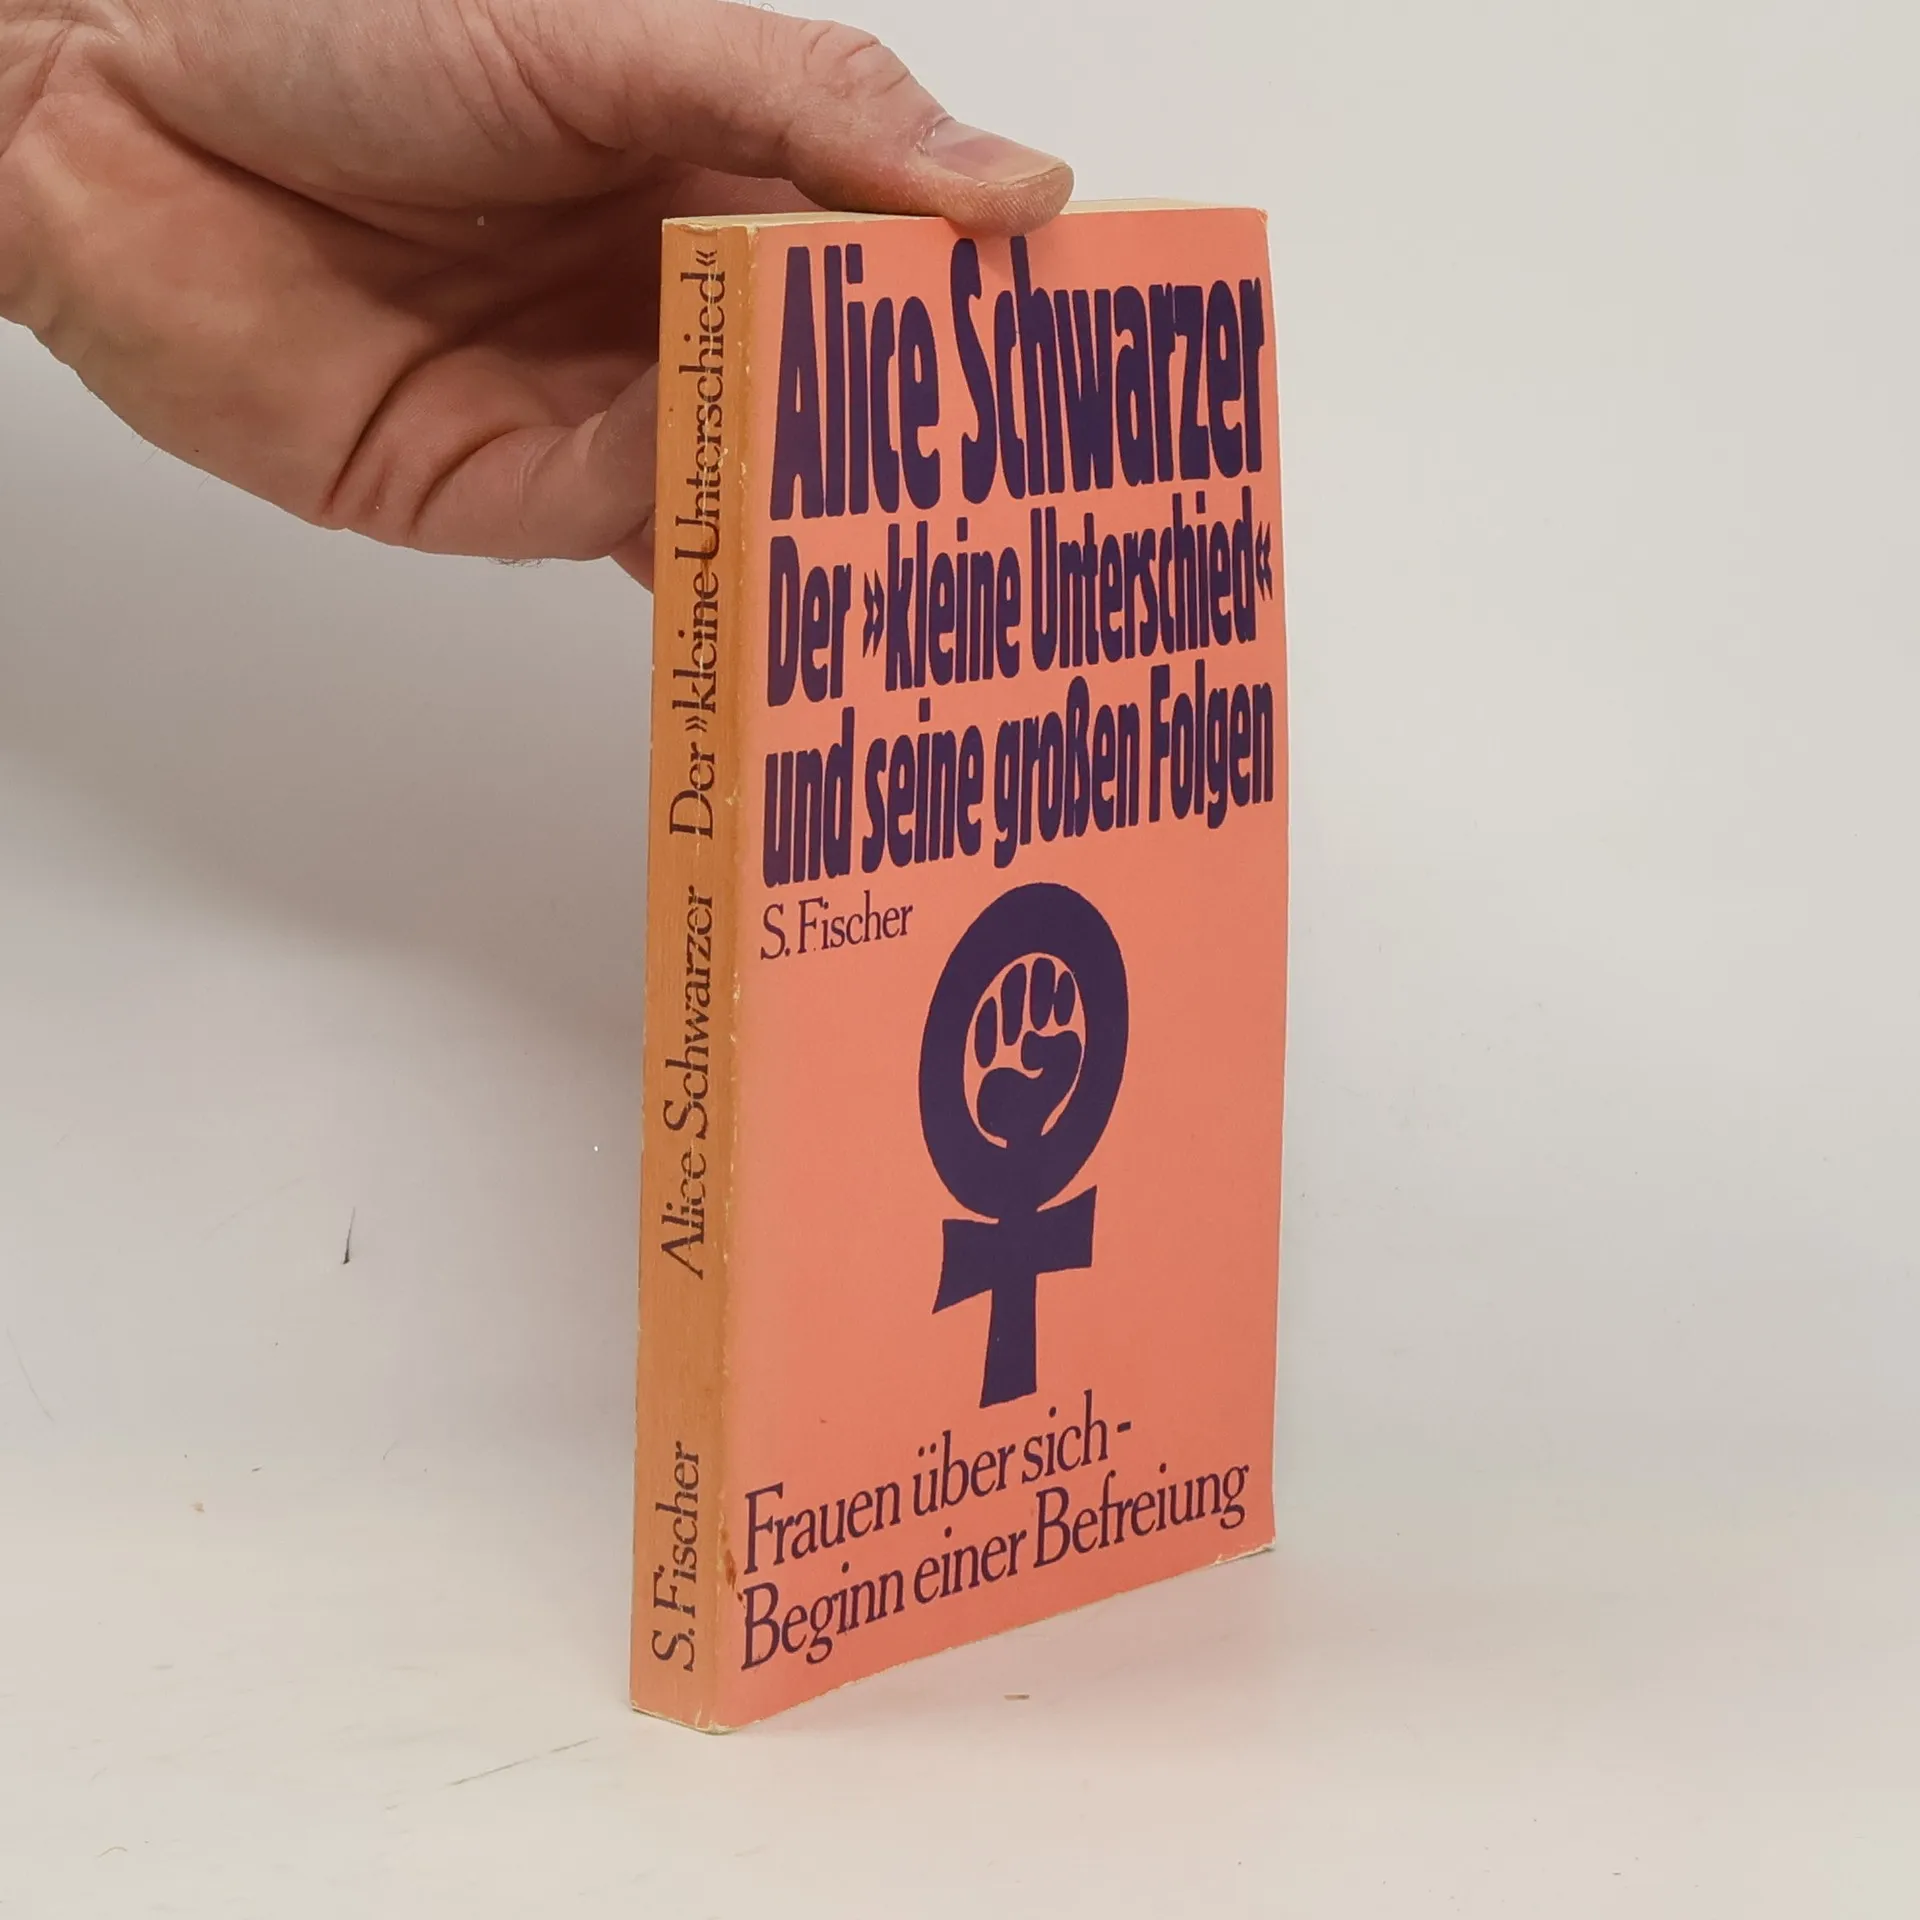 Alice Schwarzer
Der »kleine Unterschied«
und seine großen Folgen
S. Fischer
Frauen über sich -
Beginn einer Befreiung
S. Fischer Alice Schwarzer Der »kleine Unterschied«